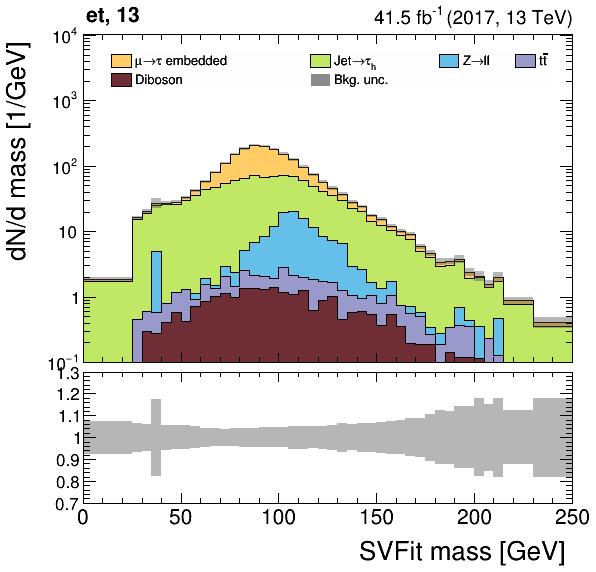 et, 13
41.5 fb⁻¹ (2017, 13 TeV)
dN/d mass [1/GeV]
μ→τ embedded
Jet→τₕ
Z→ll
tt̄
Diboson
Bkg. unc.
10⁴
10³
10²
10
1
10⁻¹
1.3
1.2
1.1
1
0.9
0.8
0.7
0 50 100 150 200 250
SVFit mass [GeV]